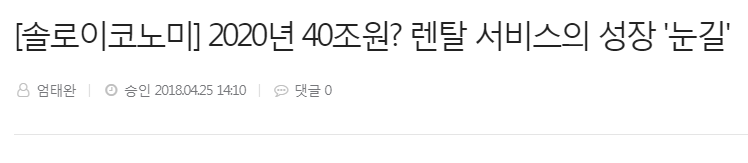 [솔로이코노미] 2020년 40조원? 렌탈 서비스의 성장 '눈길'
엄태완 승인 2018.04.25 14:10 댓글 0